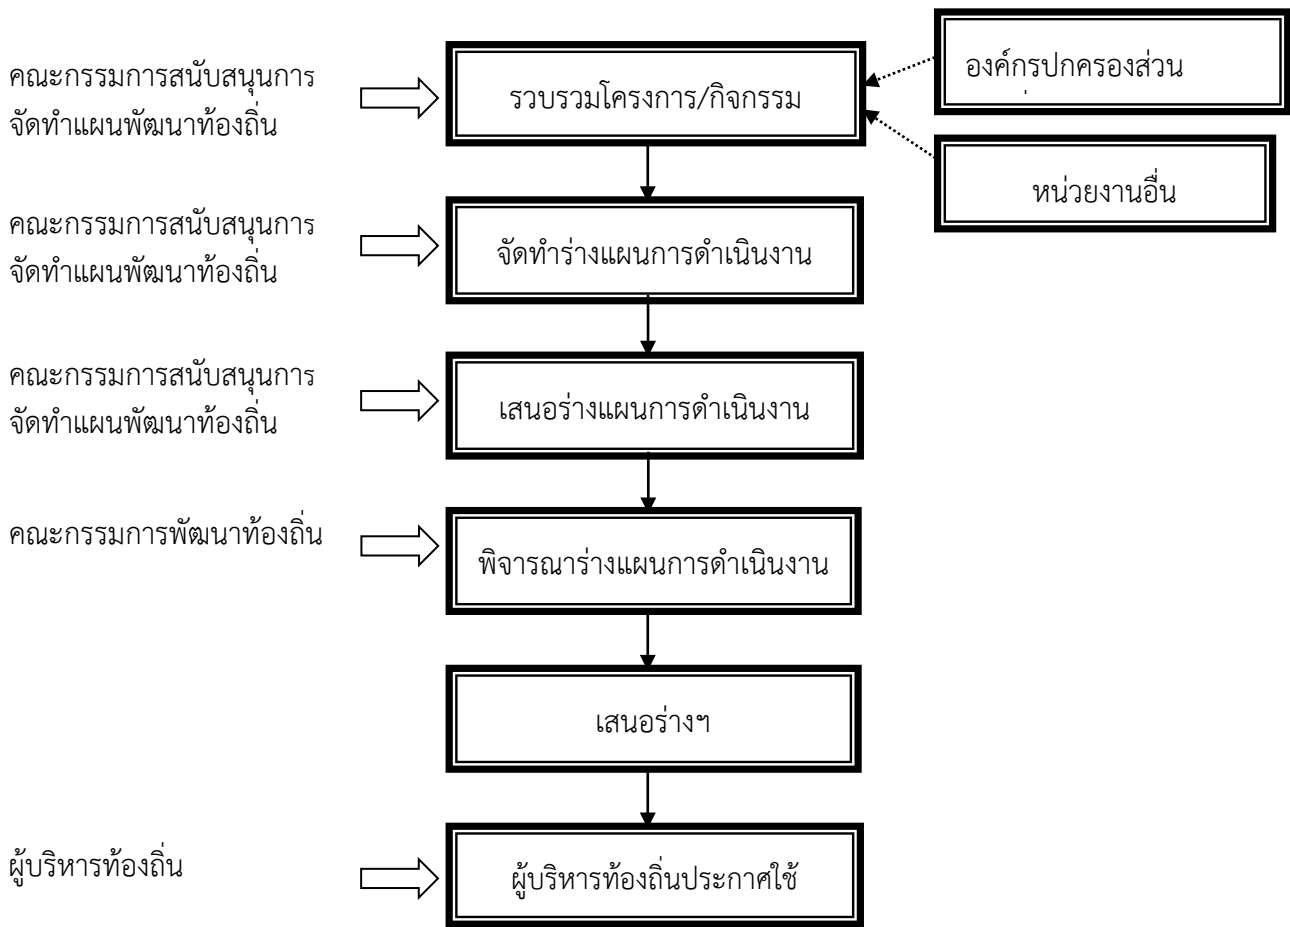 คณะกรรมการสนับสนุนการ
จัดทำแผนพัฒนาท้องถิ่น
รวบรวมโครงการ/กิจกรรม
องค์กรปกครองส่วน
หน่วยงานอื่น
คณะกรรมการสนับสนุนการ
จัดทำแผนพัฒนาท้องถิ่น
จัดทำร่างแผนการดำเนินงาน
คณะกรรมการสนับสนุนการ
จัดทำแผนพัฒนาท้องถิ่น
เสนอร่างแผนการดำเนินงาน
คณะกรรมการพัฒนาท้องถิ่น
พิจารณาร่างแผนการดำเนินงาน
เสนอร่างฯ
ผู้บริหารท้องถิ่น
ผู้บริหารท้องถิ่นประกาศใช้